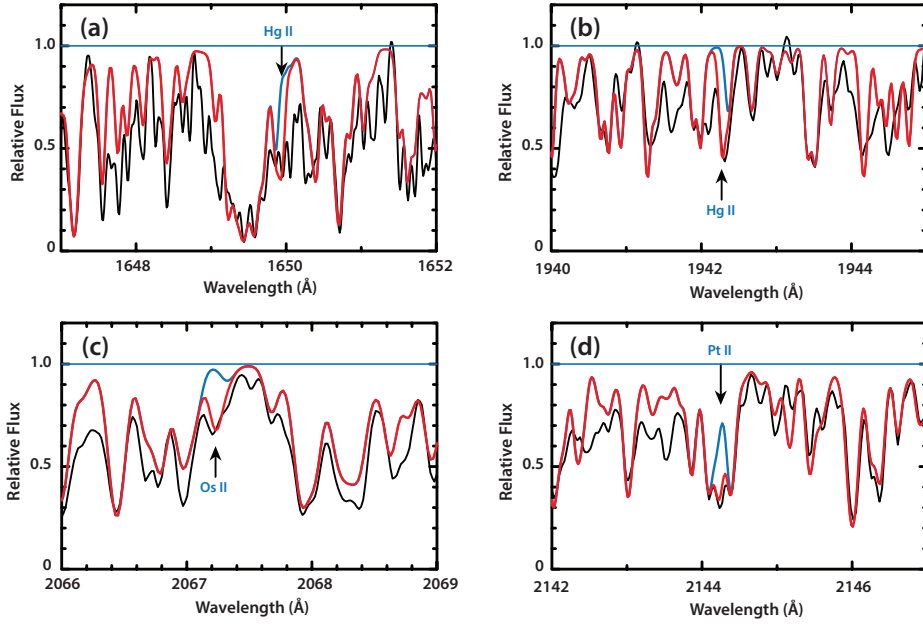 (a)
Hg II
1.0
0.5
0
Relative Flux
1648
1650
1652
Wavelength (Å)
(b)
Hg II
1.0
0.5
0
Relative Flux
1940
1942
1944
Wavelength (Å)
(c)
Os II
1.0
0.5
0
Relative Flux
2066
2067
2068
2069
Wavelength (Å)
(d)
Pt II
1.0
0.5
0
Relative Flux
2142
2144
2146
Wavelength (Å)